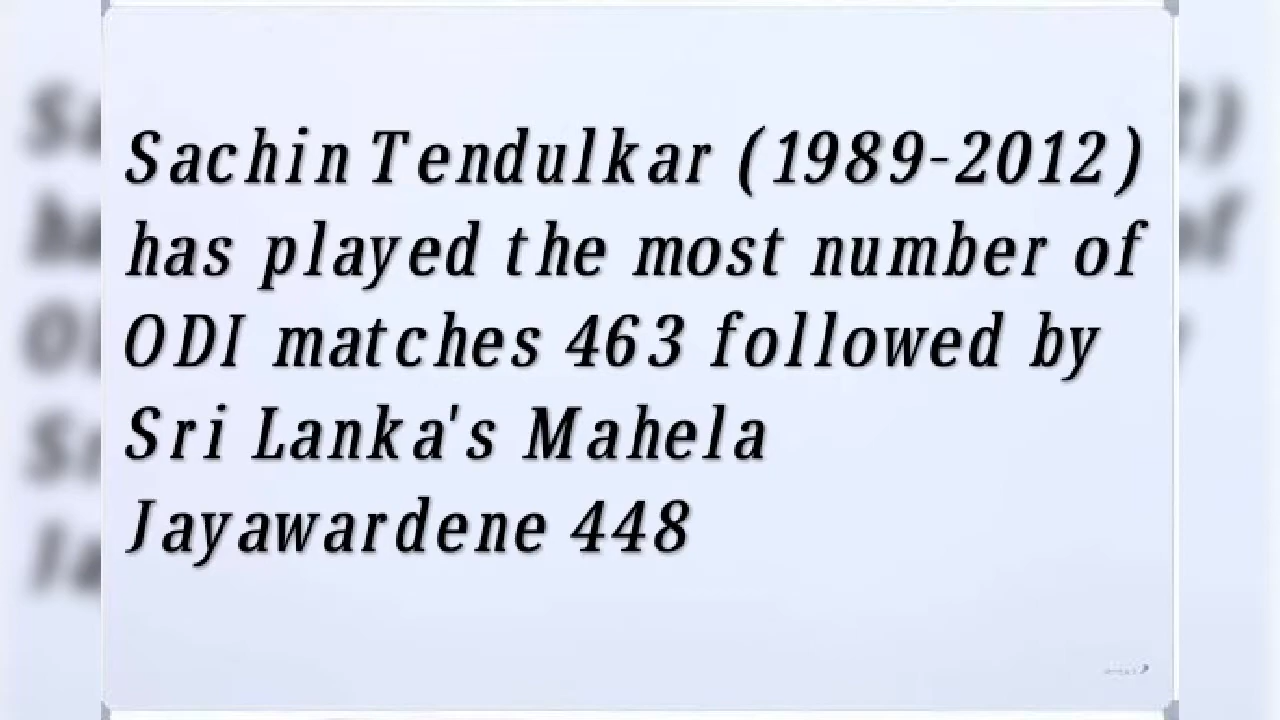 Sachin Tendulkar (1989-2012)
has played the most number of
ODI matches 463 followed by
Sri Lanka's Mahela
Jayawardene 448